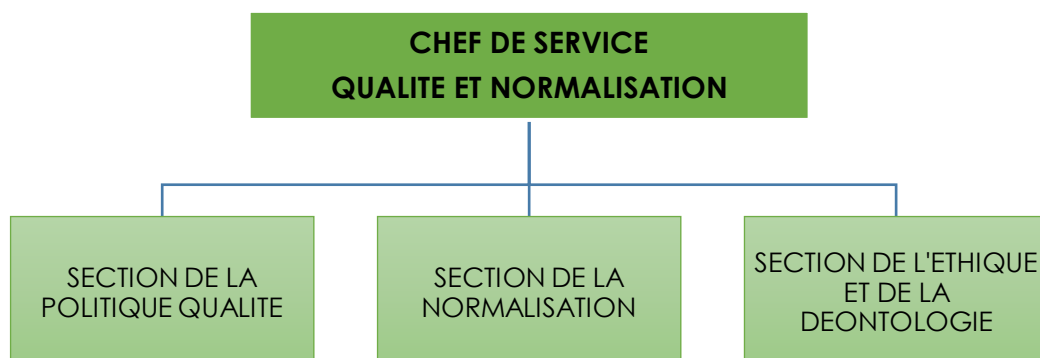 CHEF DE SERVICE
QUALITE ET NORMALISATION
SECTION DE LA
POLITIQUE QUALITE
SECTION DE LA
NORMALISATION
SECTION DE L'ETHIQUE
ET DE LA
DEONTOLOGIE